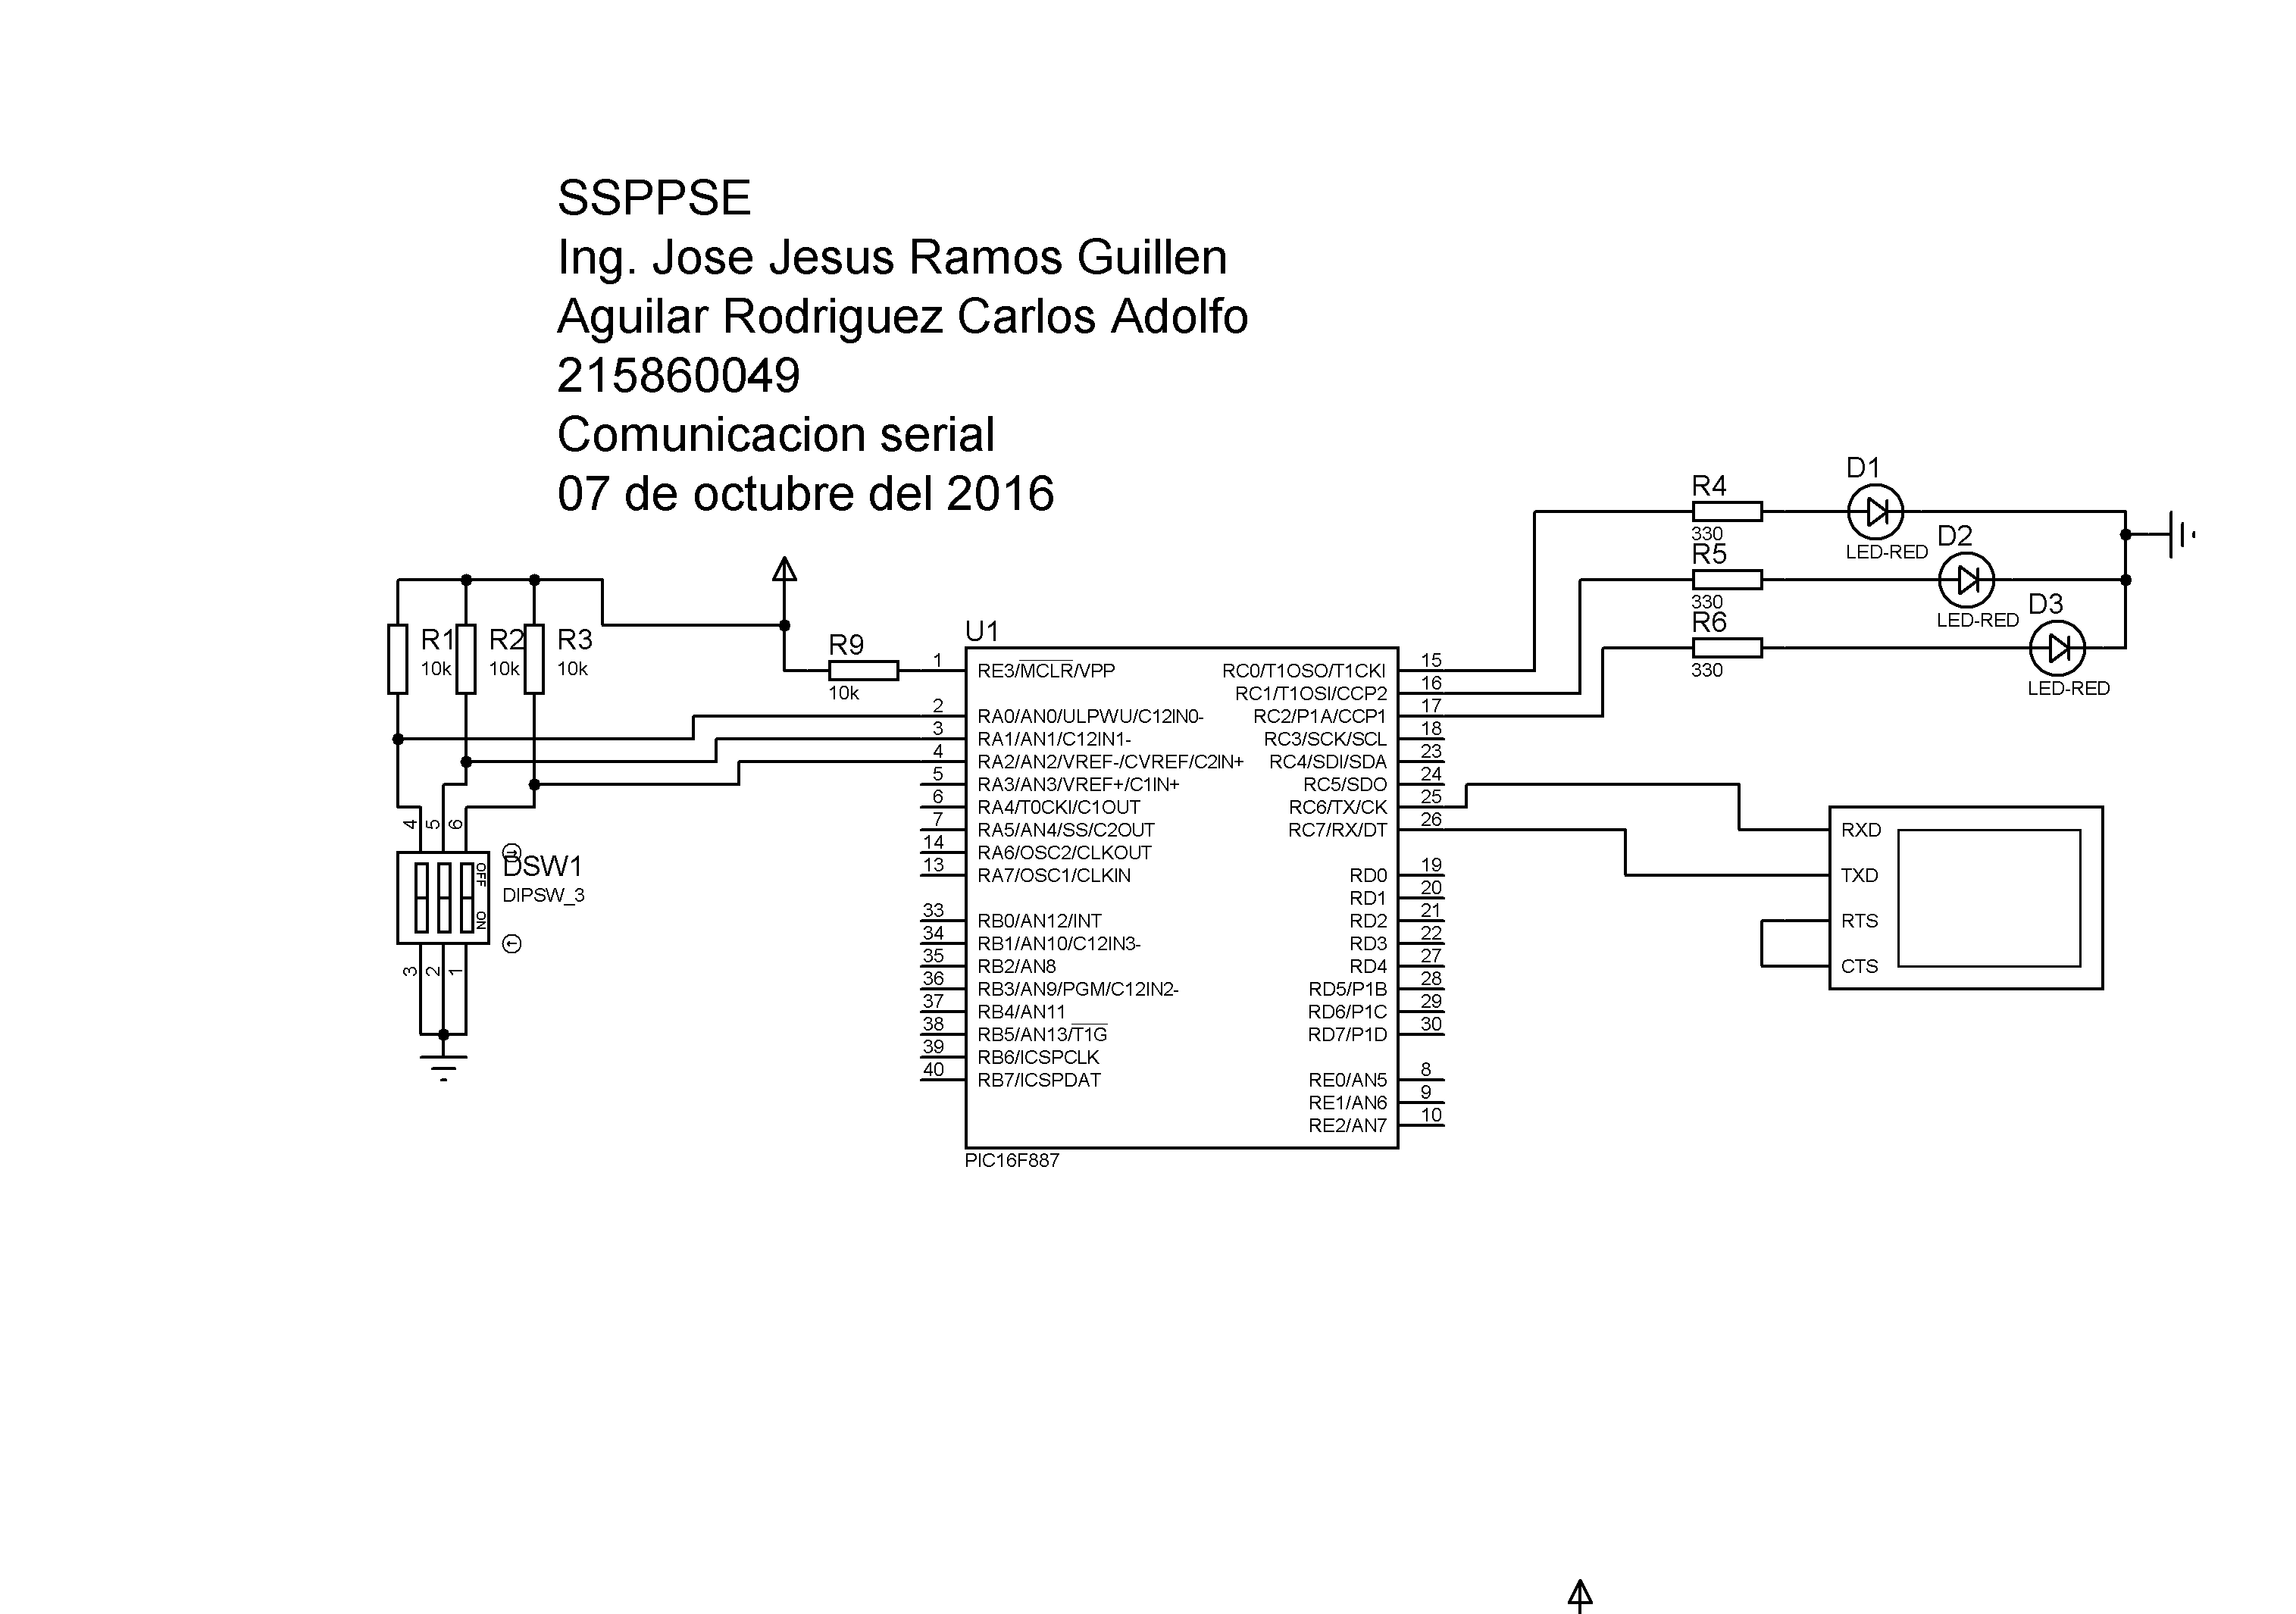 SSPPSE
Ing. Jose Jesus Ramos Guillen
Aguilar Rodriguez Carlos Adolfo
215860049
Comunicacion serial
07 de octubre del 2016
R1
10k
R2
10k
R3
10k
R9
10k
4
5
6
OFF
ON
DSW1
DIPSW_3
3
2
1
U1
1 RE3/MCLR/VPP
2 RA0/AN0/ULPWU/C12IN0-
3 RA1/AN1/C12IN1-
4 RA2/AN2/VREF-/CVREF/C2IN+
5 RA3/AN3/VREF+/C1IN+
6 RA4/T0CKI/C1OUT
7 RA5/AN4/SS/C2OUT
14 RA6/OSC2/CLKOUT
13 RA7/OSC1/CLKIN
33 RB0/AN12/INT
34 RB1/AN10/C12IN3-
35 RB2/AN8
36 RB3/AN9/PGM/C12IN2-
37 RB4/AN11
38 RB5/AN13/T1G
39 RB6/ICSPCLK
40 RB7/ICSPDAT
RC0/T1OSO/T1CKI 15
RC1/T1OSI/CCP2 16
RC2/P1A/CCP1 17
RC3/SCK/SCL 18
RC4/SDI/SDA 23
RC5/SDO 24
RC6/TX/CK 25
RC7/RX/DT 26
RD0 19
RD1 20
RD2 21
RD3 22
RD4 27
RD5/P1B 28
RD6/P1C 29
RD7/P1D 30
RE0/AN5 8
RE1/AN6 9
RE2/AN7 10
PIC16F887
R4
330
R5
330
R6
330
D1
LED-RED
D2
LED-RED
D3
LED-RED
RXD
TXD
RTS
CTS